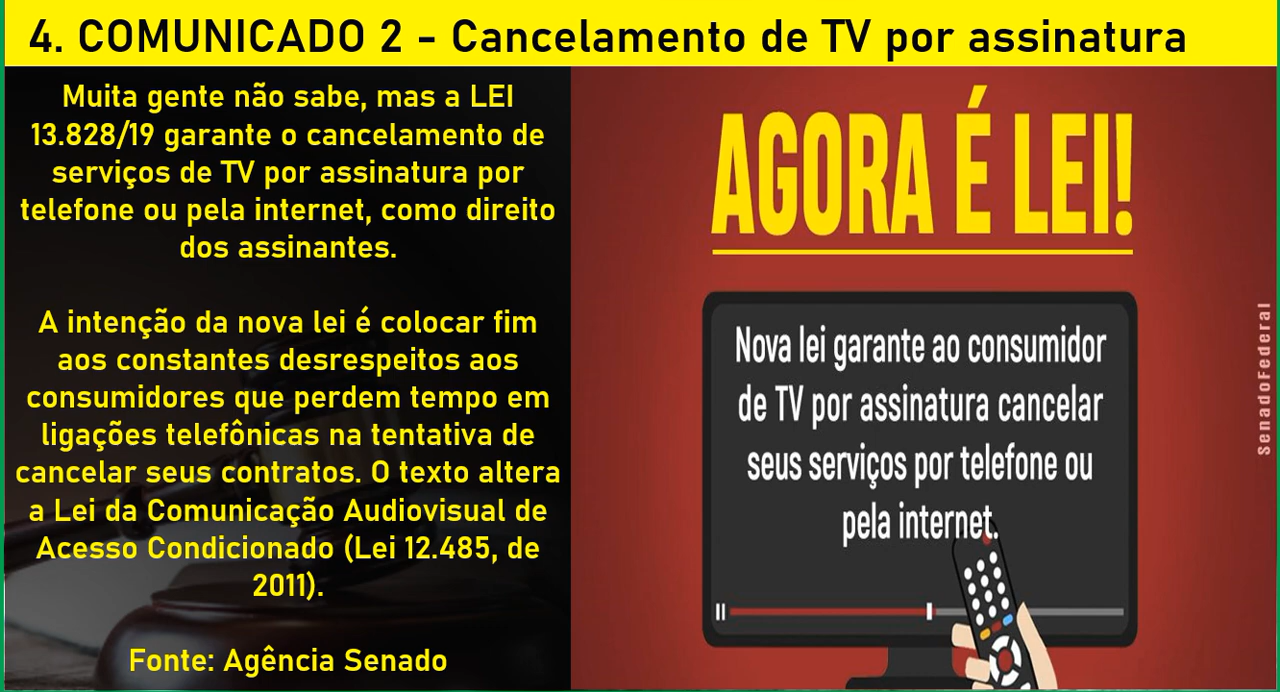 4. COMUNICADO 2 - Cancelamento de TV por assinatura
Muita gente não sabe, mas a LEI
13.828/19 garante o cancelamento de
serviços de TV por assinatura por
telefone ou pela internet, como direito
dos assinantes.
A intenção da nova lei é colocar fim
aos constantes desrespeitos aos
consumidores que perdem tempo em
ligações telefônicas na tentativa de
cancelar seus contratos. O texto altera
a Lei da Comunicação Audiovisual de
Acesso Condicionado (Lei 12.485, de
2011).
Fonte: Agência Senado
AGORA É LEI!
Nova lei garante ao consumidor
de TV por assinatura cancelar
seus serviços por telefone ou
pela internet.
senadoFederal